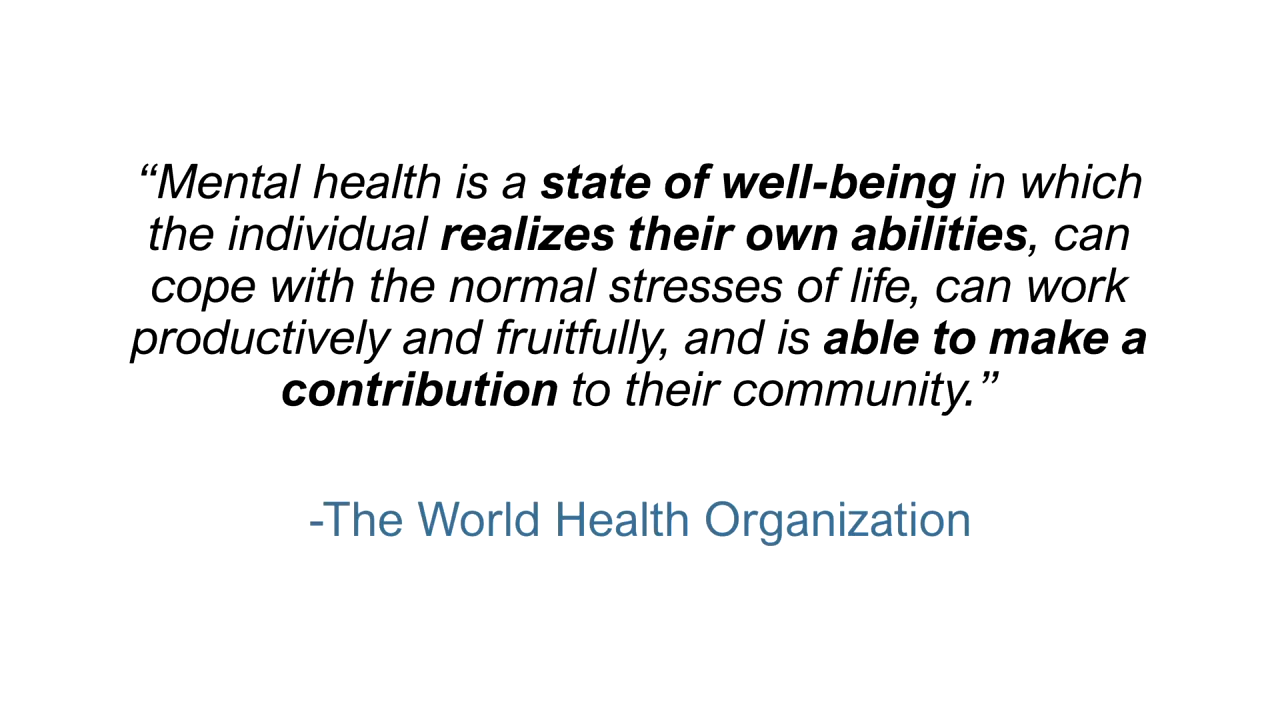 “Mental health is a state of well-being in which
the individual realizes their own abilities, can
cope with the normal stresses of life, can work
productively and fruitfully, and is able to make a
contribution to their community.”
-The World Health Organization